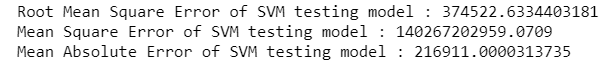 Root Mean Square Error of SVM testing model : 374522.6334403181
Mean Square Error of SVM testing model : 140267202959.0709
Mean Absolute Error of SVM testing model : 216911.0000313735